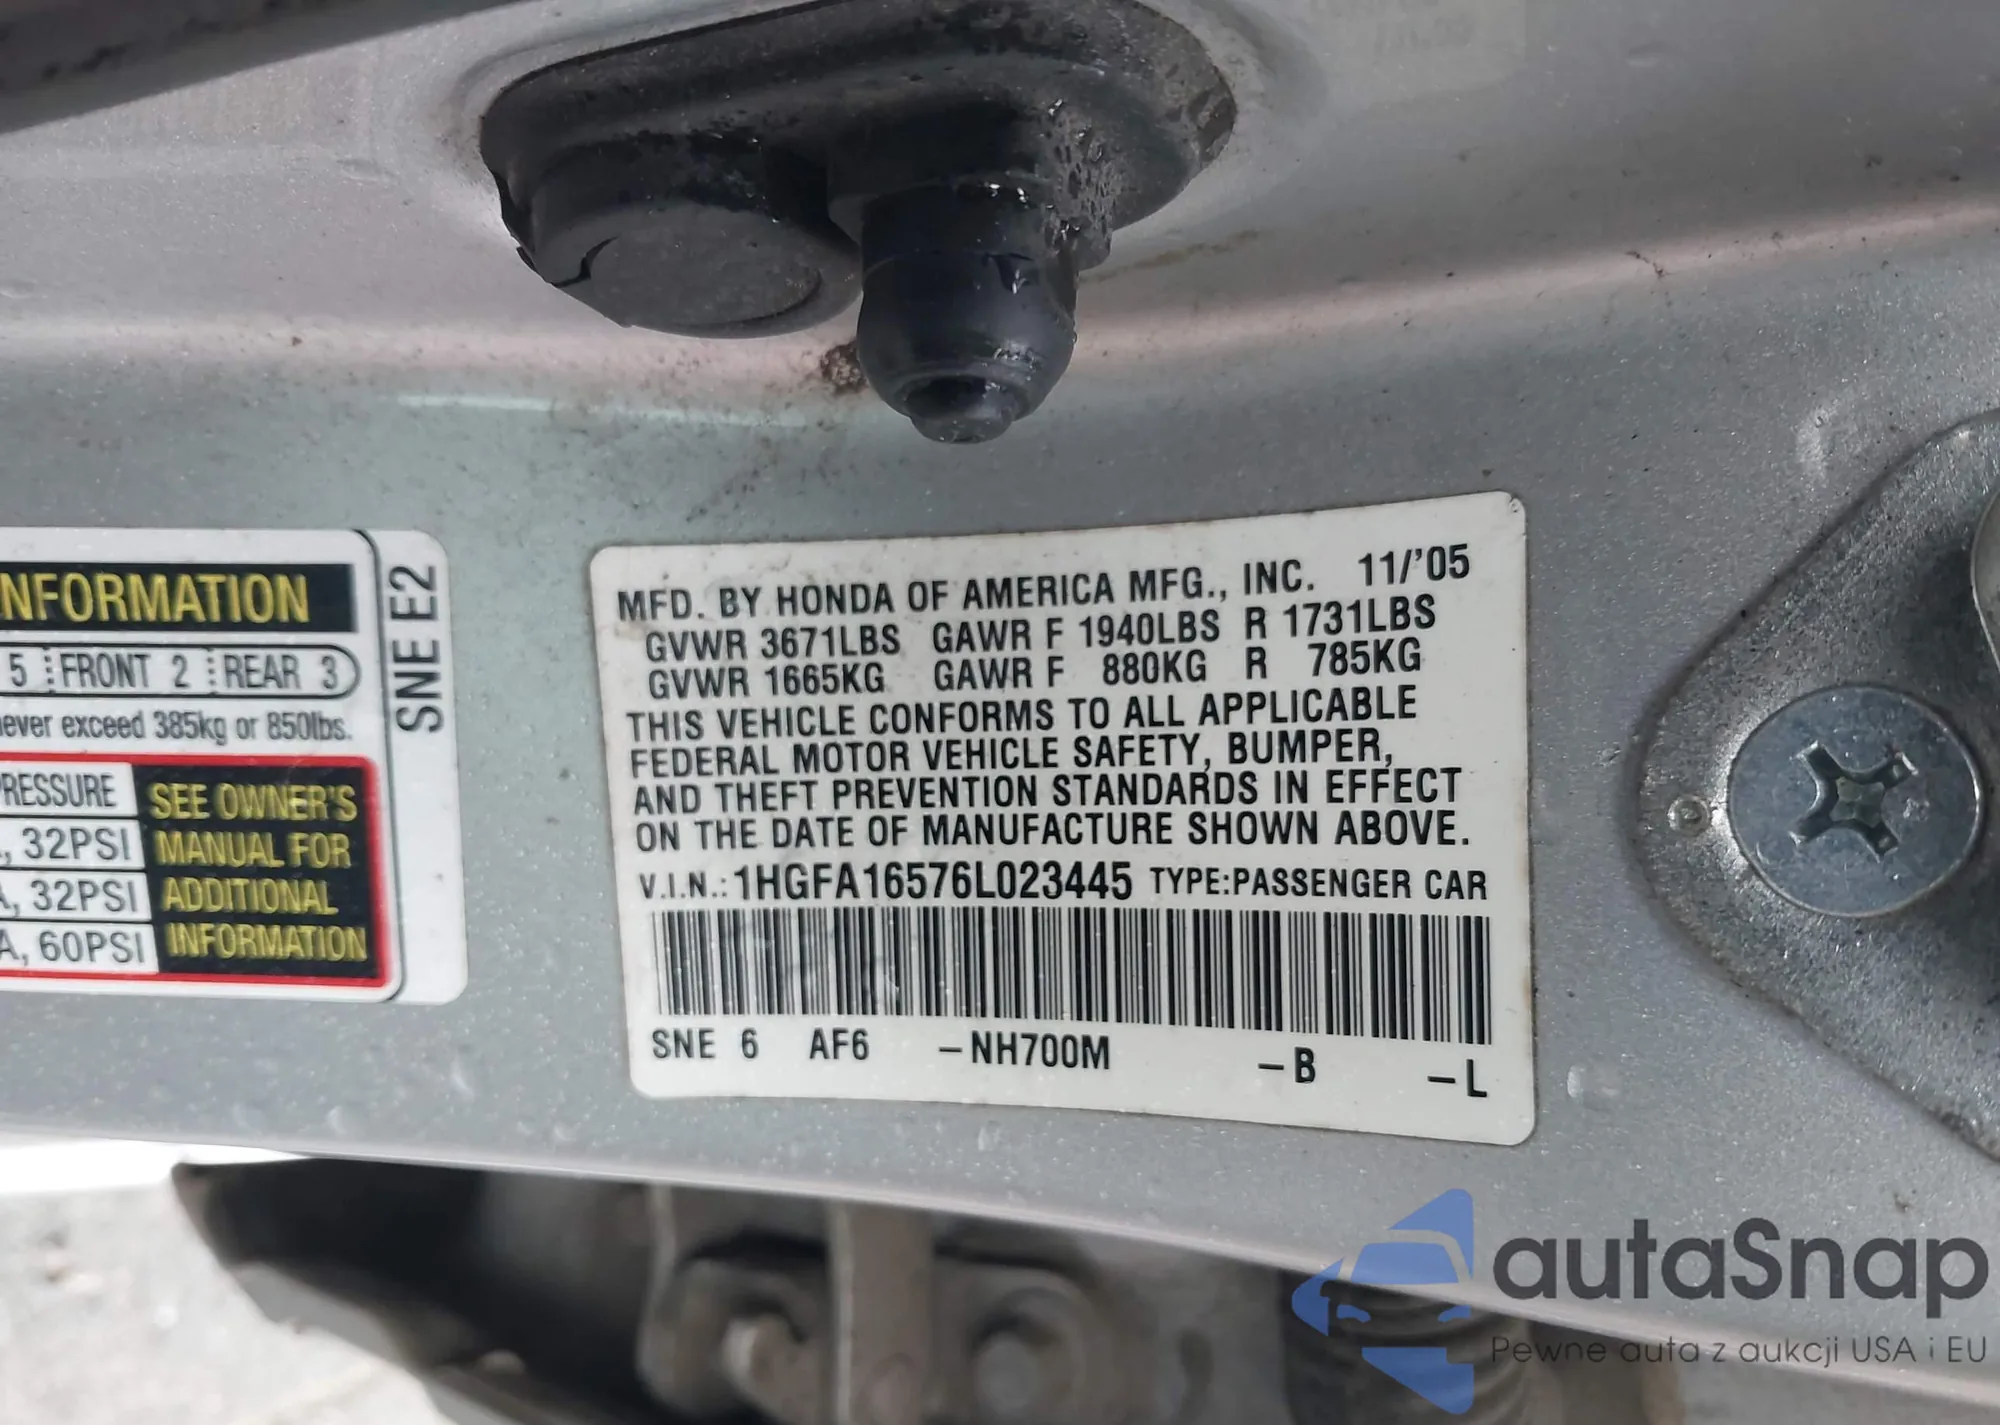 NFORMATION
5 FRONT 2 REAR 3
never exceed 385kg or 850lbs.
RESSURE
, 32PSI
A, 32PSI
A, 60PSI
SEE OWNER'S
MANUAL FOR
ADDITIONAL
INFORMATION
SNE E2
MFD. BY HONDA OF AMERICA MFG., INC. 11/'05
GVWR 3671LBS GAWR F 1940LBS R 1731LBS
GVWR 1665KG GAWR F 880KG R 785KG
THIS VEHICLE CONFORMS TO ALL APPLICABLE
FEDERAL MOTOR VEHICLE SAFETY, BUMPER,
AND THEFT PREVENTION STANDARDS IN EFFECT
ON THE DATE OF MANUFACTURE SHOWN ABOVE.
V.I.N.: 1HGFA16576L023445 TYPE:PASSENGER CAR
SNE 6 AF6 –NH700M –B –L
autaSnap
Pewne auta z aukcji USA i EU